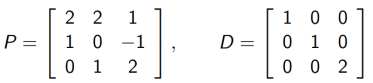 P = [ 2 2 1 ; 1 0 −1 ; 0 1 2 ] , D = [ 1 0 0 ; 0 1 0 ; 0 0 2 ]